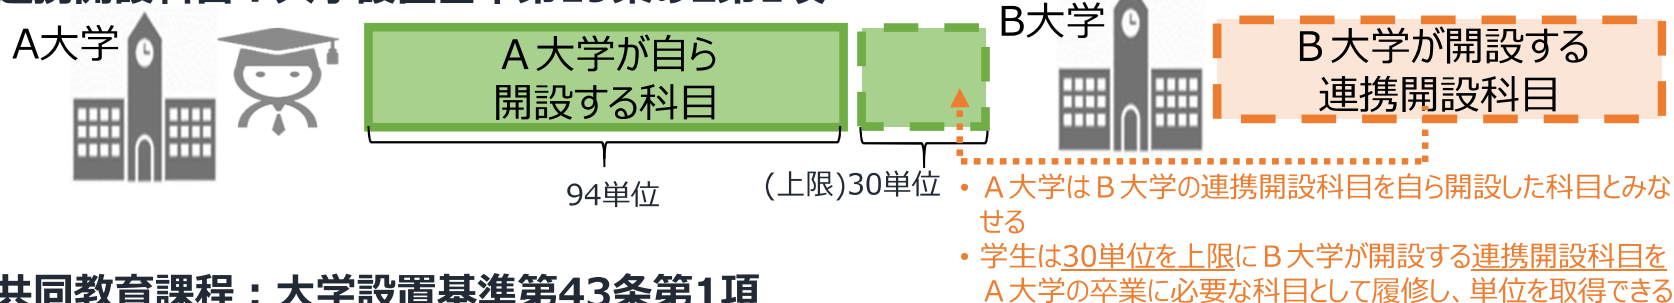 A大学
A大学が自ら
開設する科目
94単位
(上限)30単位
B大学
B大学が開設する
連携開設科目
• A大学はB大学の連携開設科目を自ら開設した科目とみな
せる
• 学生は30単位を上限にB大学が開設する連携開設科目を
A大学の卒業に必要な科目として履修し、単位を取得できる
共同教育課程：大学設置基準第43条第1項